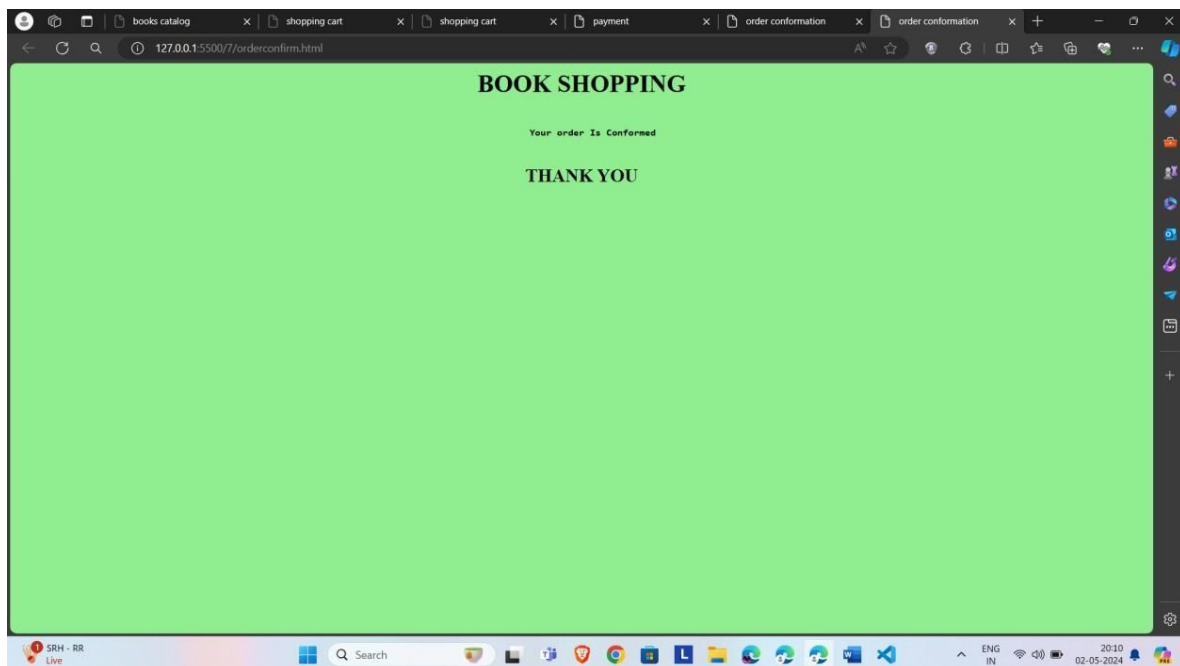 books catalog
shopping cart
shopping cart
payment
order conformation
order conformation
127.0.0.1:5500/7/orderconfirm.html
BOOK SHOPPING
Your order Is Conformed
THANK YOU
1
SRH - RR
Live
Search
L
W
ENG
IN
20:10
02-05-2024